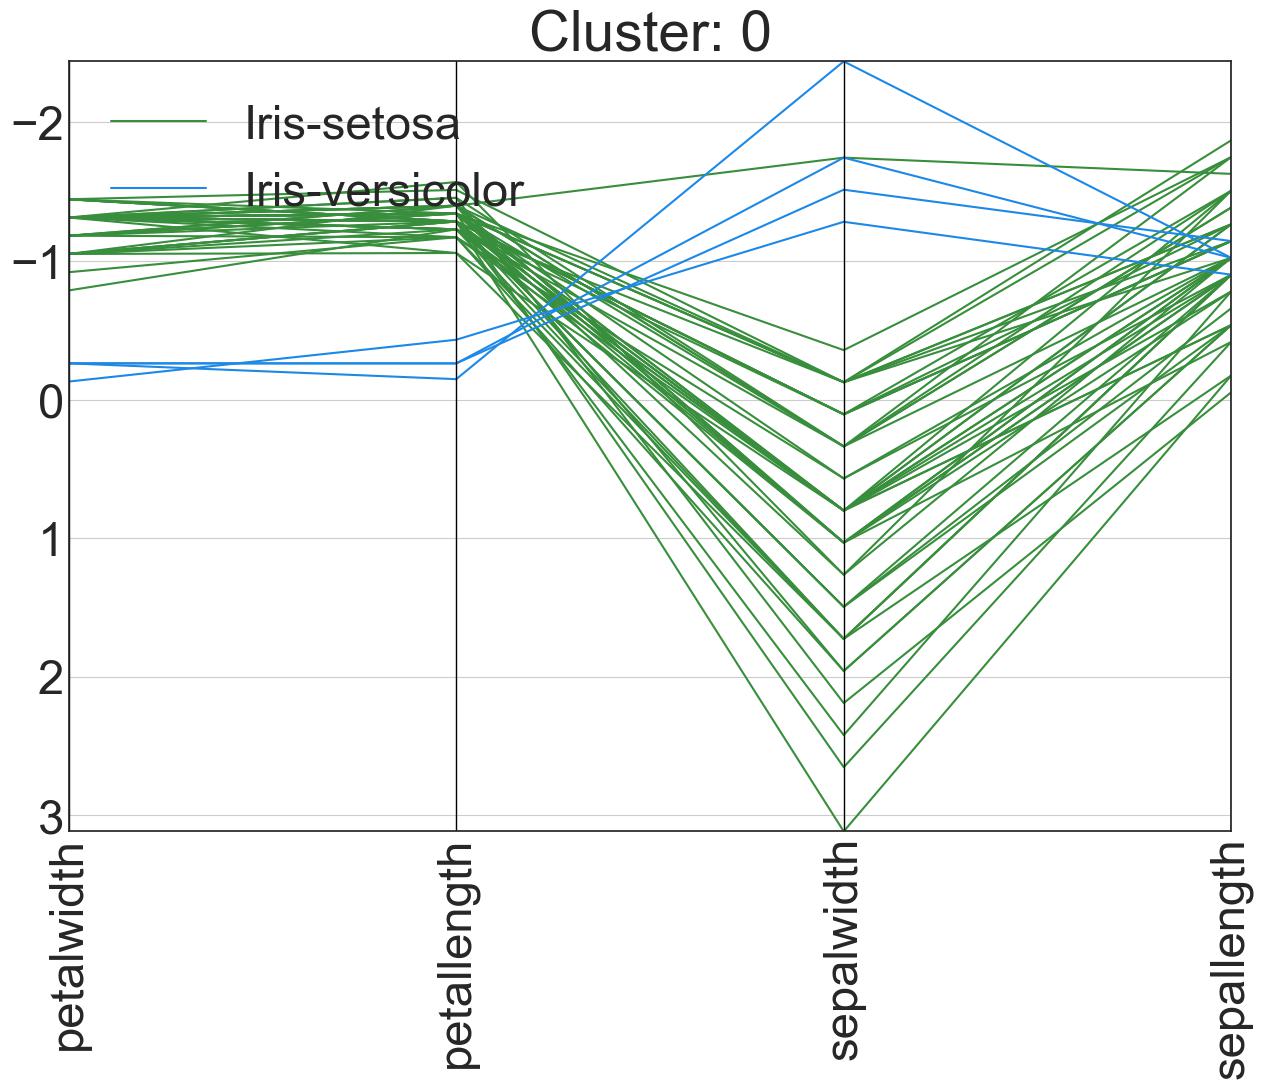 Cluster: 0
−2
Iris-setosa
Iris-versicolor
−1
0
1
2
3
petalwidth
petallength
sepalwidth
sepallength